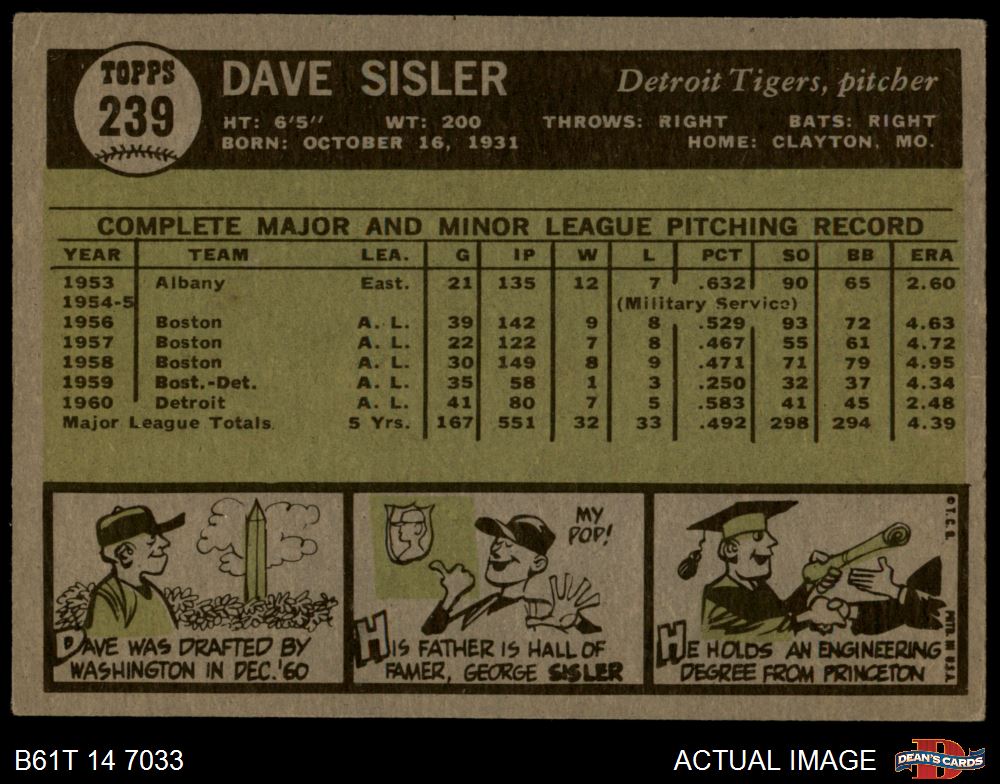 TOPPS
239
DAVE SISLER
Detroit Tigers, pitcher
HT: 6'5" WT: 200 THROWS: RIGHT BATS: RIGHT
BORN: OCTOBER 16, 1931 HOME: CLAYTON, MO.
COMPLETE MAJOR AND MINOR LEAGUE PITCHING RECORD
YEAR TEAM LEA. G IP W L PCT SO BB ERA
1953 Albany East. 21 135 12 7 .632 90 65 2.60
1954-5 (Military Service)
1956 Boston A. L. 39 142 9 8 .529 93 72 4.63
1957 Boston A. L. 22 122 7 8 .467 55 61 4.72
1958 Boston A. L. 30 149 8 9 .471 71 79 4.95
1959 Bost.-Det. A. L. 35 58 1 3 .250 32 37 4.34
1960 Detroit A. L. 41 80 7 5 .583 41 45 2.48
Major League Totals 5 Yrs. 167 551 32 33 .492 298 294 4.39
DAVE WAS DRAFTED BY
WASHINGTON IN DEC. '60
MY
POP!
HIS FATHER IS HALL OF
FAMER, GEORGE SISLER
HE HOLDS AN ENGINEERING
DEGREE FROM PRINCETON
© T. C. G.
PRTD. IN U.S.A.
B61T 14 7033
ACTUAL IMAGE
DEAN'S CARDS